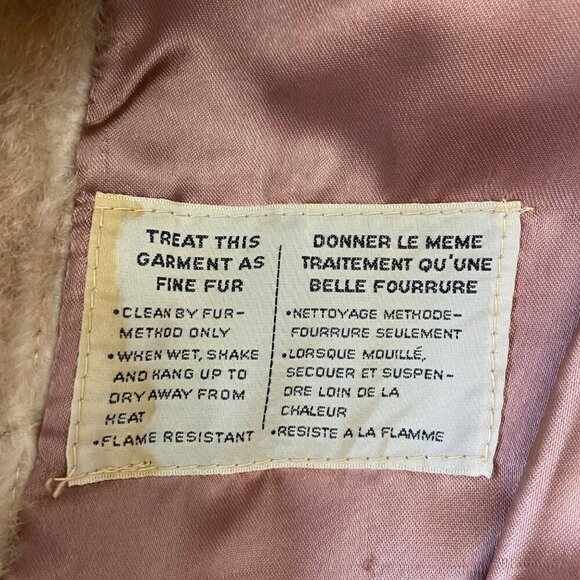 TREAT THIS
GARMENT AS
FINE FUR
•CLEAN BY FUR-
METHOD ONLY
•WHEN WET, SHAKE
AND HANG UP TO
DRY AWAY FROM
HEAT
•FLAME RESISTANT
DONNER LE MEME
TRAITEMENT QU'UNE
BELLE FOURRURE
•NETTOYAGE METHODE-
FOURRURE SEULEMENT
•LORSQUE MOUILLÉ,
SECOUER ET SUSPEN-
DRE LOIN DE LA
CHALEUR
•RESISTE A LA FLAMME